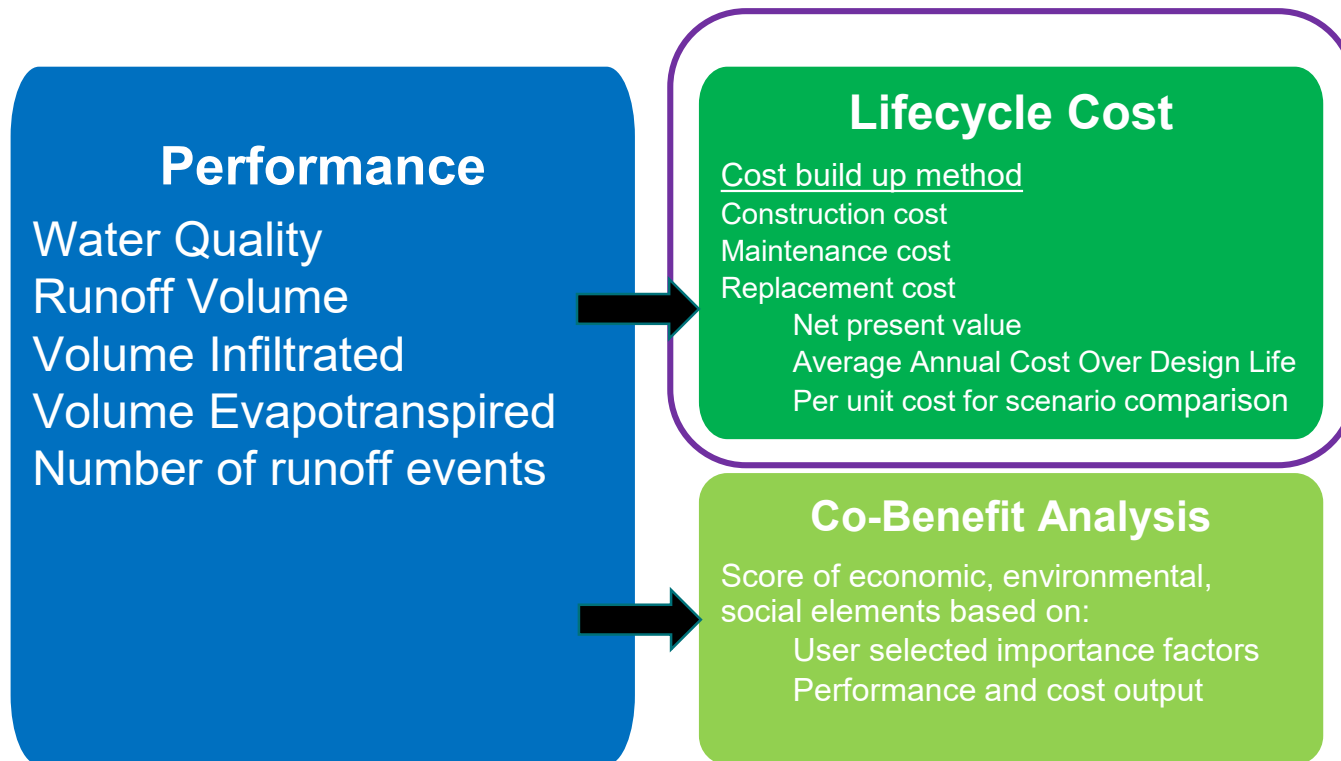 Performance
Water Quality
Runoff Volume
Volume Infiltrated
Volume Evapotranspired
Number of runoff events
Lifecycle Cost
Cost build up method
Construction cost
Maintenance cost
Replacement cost
Net present value
Average Annual Cost Over Design Life
Per unit cost for scenario comparison
Co-Benefit Analysis
Score of economic, environmental,
social elements based on:
User selected importance factors
Performance and cost output